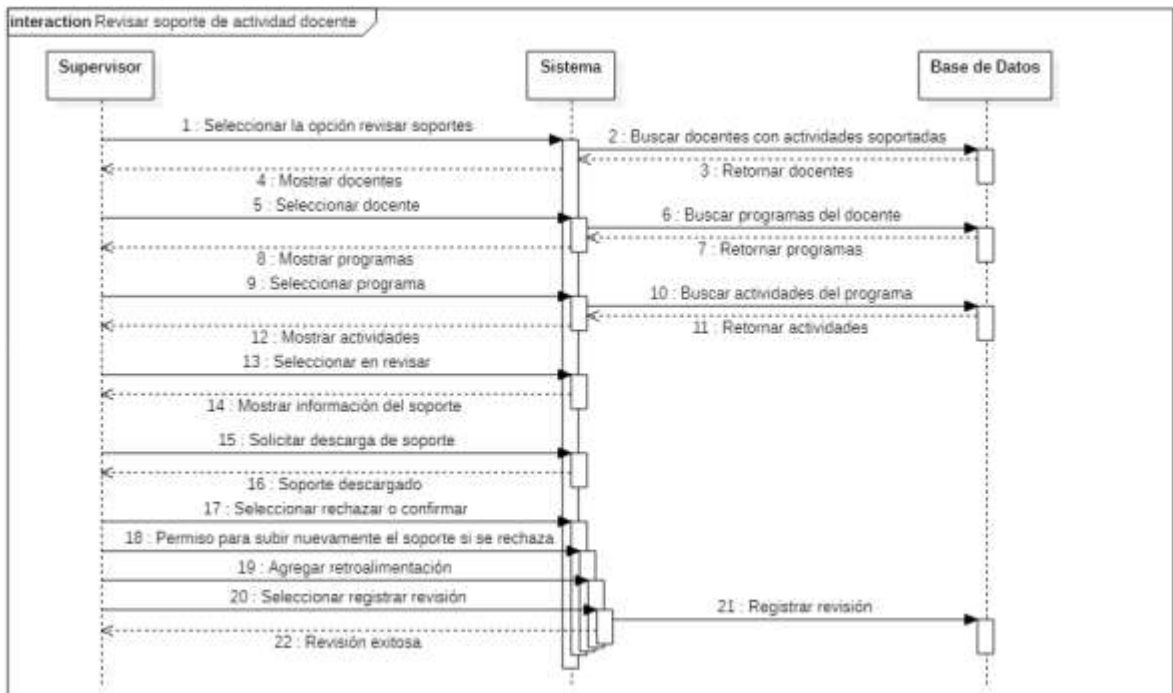 interaction Revisar soporte de actividad docente
Supervisor
Sistema
Base de Datos
1 : Seleccionar la opción revisar soportes
2 : Buscar docentes con actividades soportadas
3 : Retornar docentes
4 : Mostrar docentes
5 : Seleccionar docente
6 : Buscar programas del docente
7 : Retornar programas
8 : Mostrar programas
9 : Seleccionar programa
10 : Buscar actividades del programa
11 : Retornar actividades
12 : Mostrar actividades
13 : Seleccionar en revisar
14 : Mostrar información del soporte
15 : Solicitar descarga de soporte
16 : Soporte descargado
17 : Seleccionar rechazar o confirmar
18 : Permiso para subir nuevamente el soporte si se rechaza
19 : Agregar retroalimentación
20 : Seleccionar registrar revisión
21 : Registrar revisión
22 : Revisión exitosa